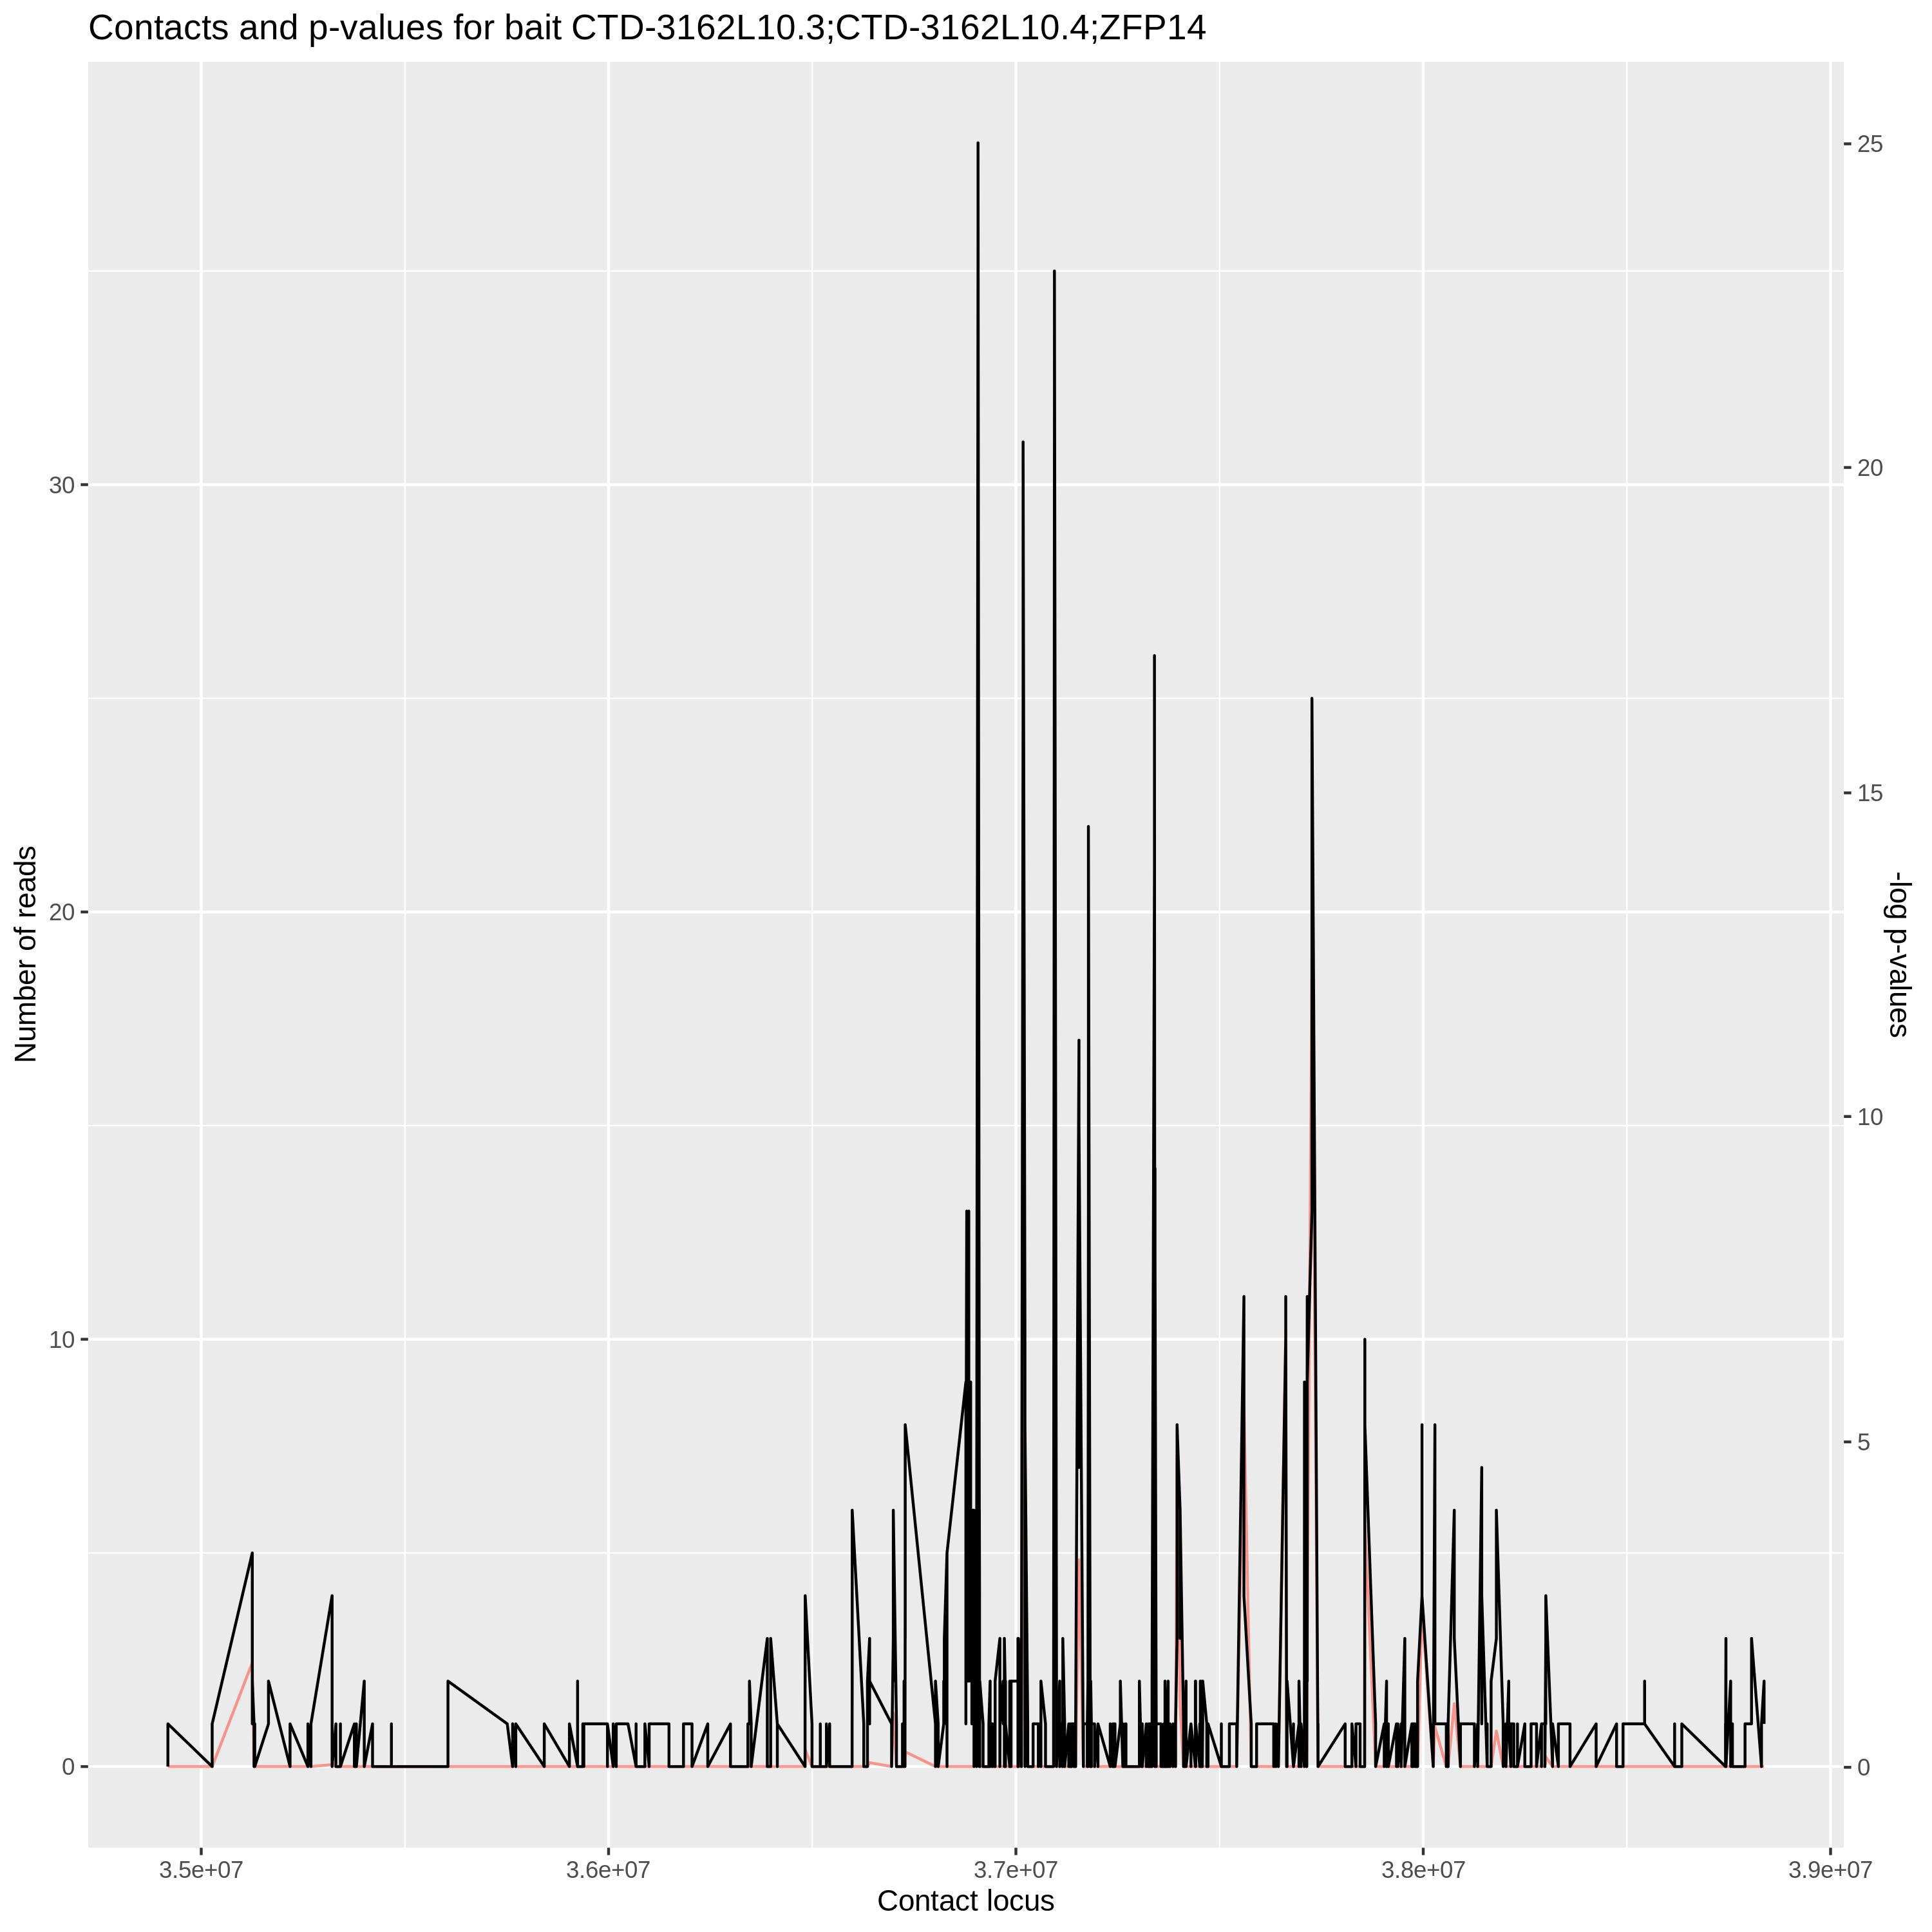 Contacts and p-values for bait CTD-3162L10.3;CTD-3162L10.4;ZFP14
Number of reads
30
20
10
0
25
20
15
10
5
0
-log p-values
3.5e+07 3.6e+07 3.7e+07 3.8e+07 3.9e+07
Contact locus